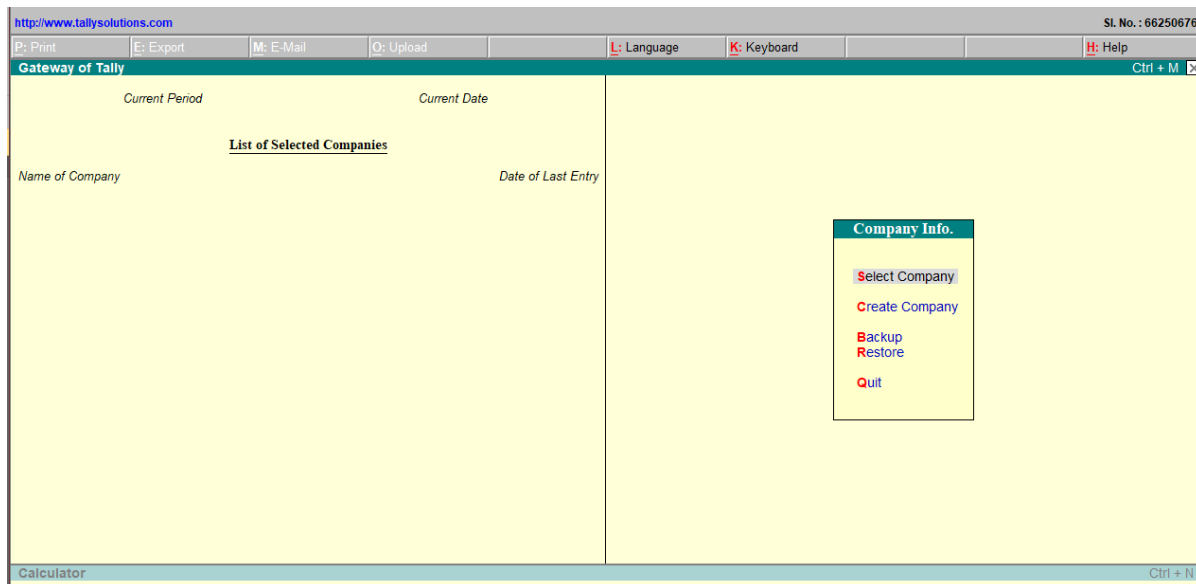 http://www.tallysolutions.com Sl. No. : 66250676
P: Print E: Export M: E-Mail O: Upload L: Language K: Keyboard H: Help
Gateway of Tally Ctrl + M
Current Period Current Date
List of Selected Companies
Name of Company Date of Last Entry
Company Info.
Select Company
Create Company
Backup
Restore
Quit
Calculator Ctrl + N